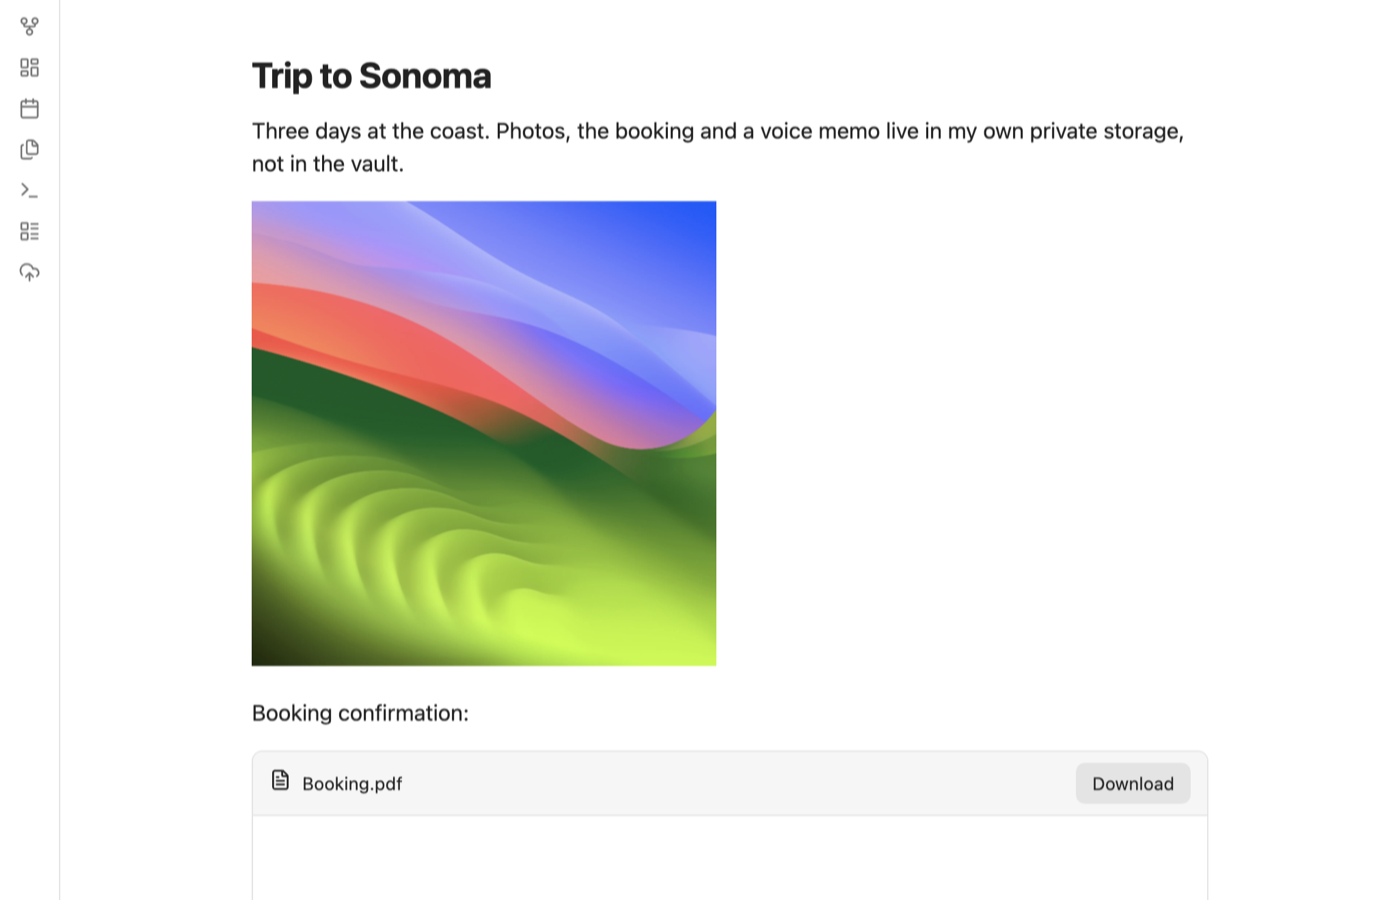 Trip to Sonoma
Three days at the coast. Photos, the booking and a voice memo live in my own private storage,
not in the vault.
Booking confirmation:
Booking.pdf
Download